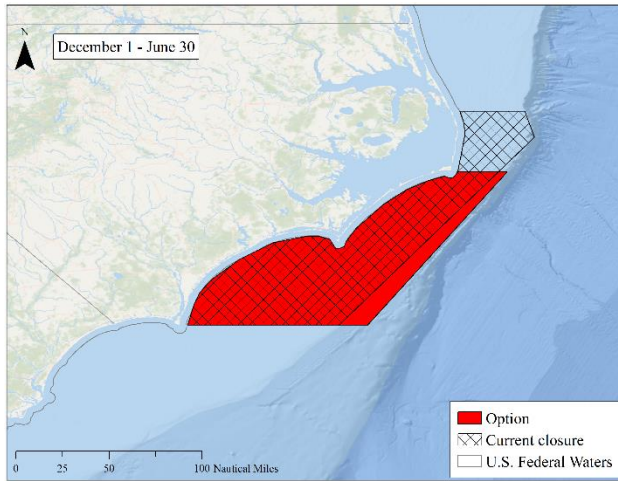 N
December 1 - June 30
Option
Current closure
U.S. Federal Waters
0 25 50 100 Nautical Miles